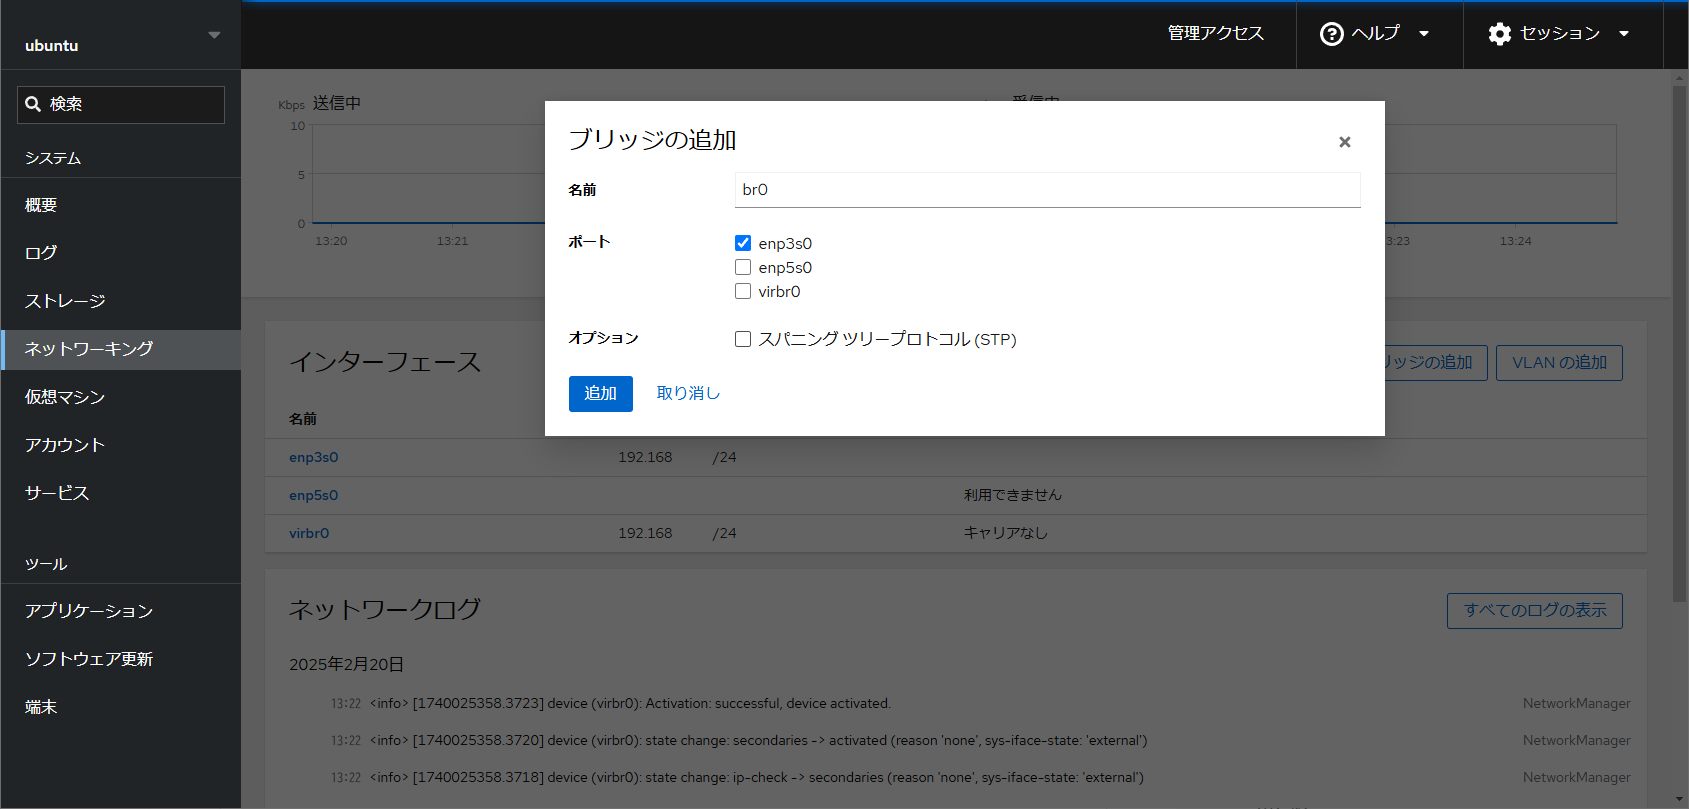 ubuntu
管理アクセス
ヘルプ
セッション
検索
システム
概要
ログ
ストレージ
ネットワーキング
仮想マシン
アカウント
サービス
ツール
アプリケーション
ソフトウェア更新
端末
Kbps 送信中
受信中
10
5
0
13:20
13:21
3:23
13:24
ブリッジの追加
名前
br0
ポート
enp3s0
enp5s0
virbr0
オプション
スパニング ツリープロトコル (STP)
追加
取り消し
インターフェース
リッジの追加
VLAN の追加
名前
enp3s0 192.168 /24
enp5s0 利用できません
virbr0 192.168 /24 キャリアなし
ネットワークログ
すべてのログの表示
2025年2月20日
13:22 <info> [1740025358.3723] device (virbr0): Activation: successful, device activated. NetworkManager
13:22 <info> [1740025358.3720] device (virbr0): state change: secondaries -> activated (reason 'none', sys-iface-state: 'external') NetworkManager
13:22 <info> [1740025358.3718] device (virbr0): state change: ip-check -> secondaries (reason 'none', sys-iface-state: 'external') NetworkManager